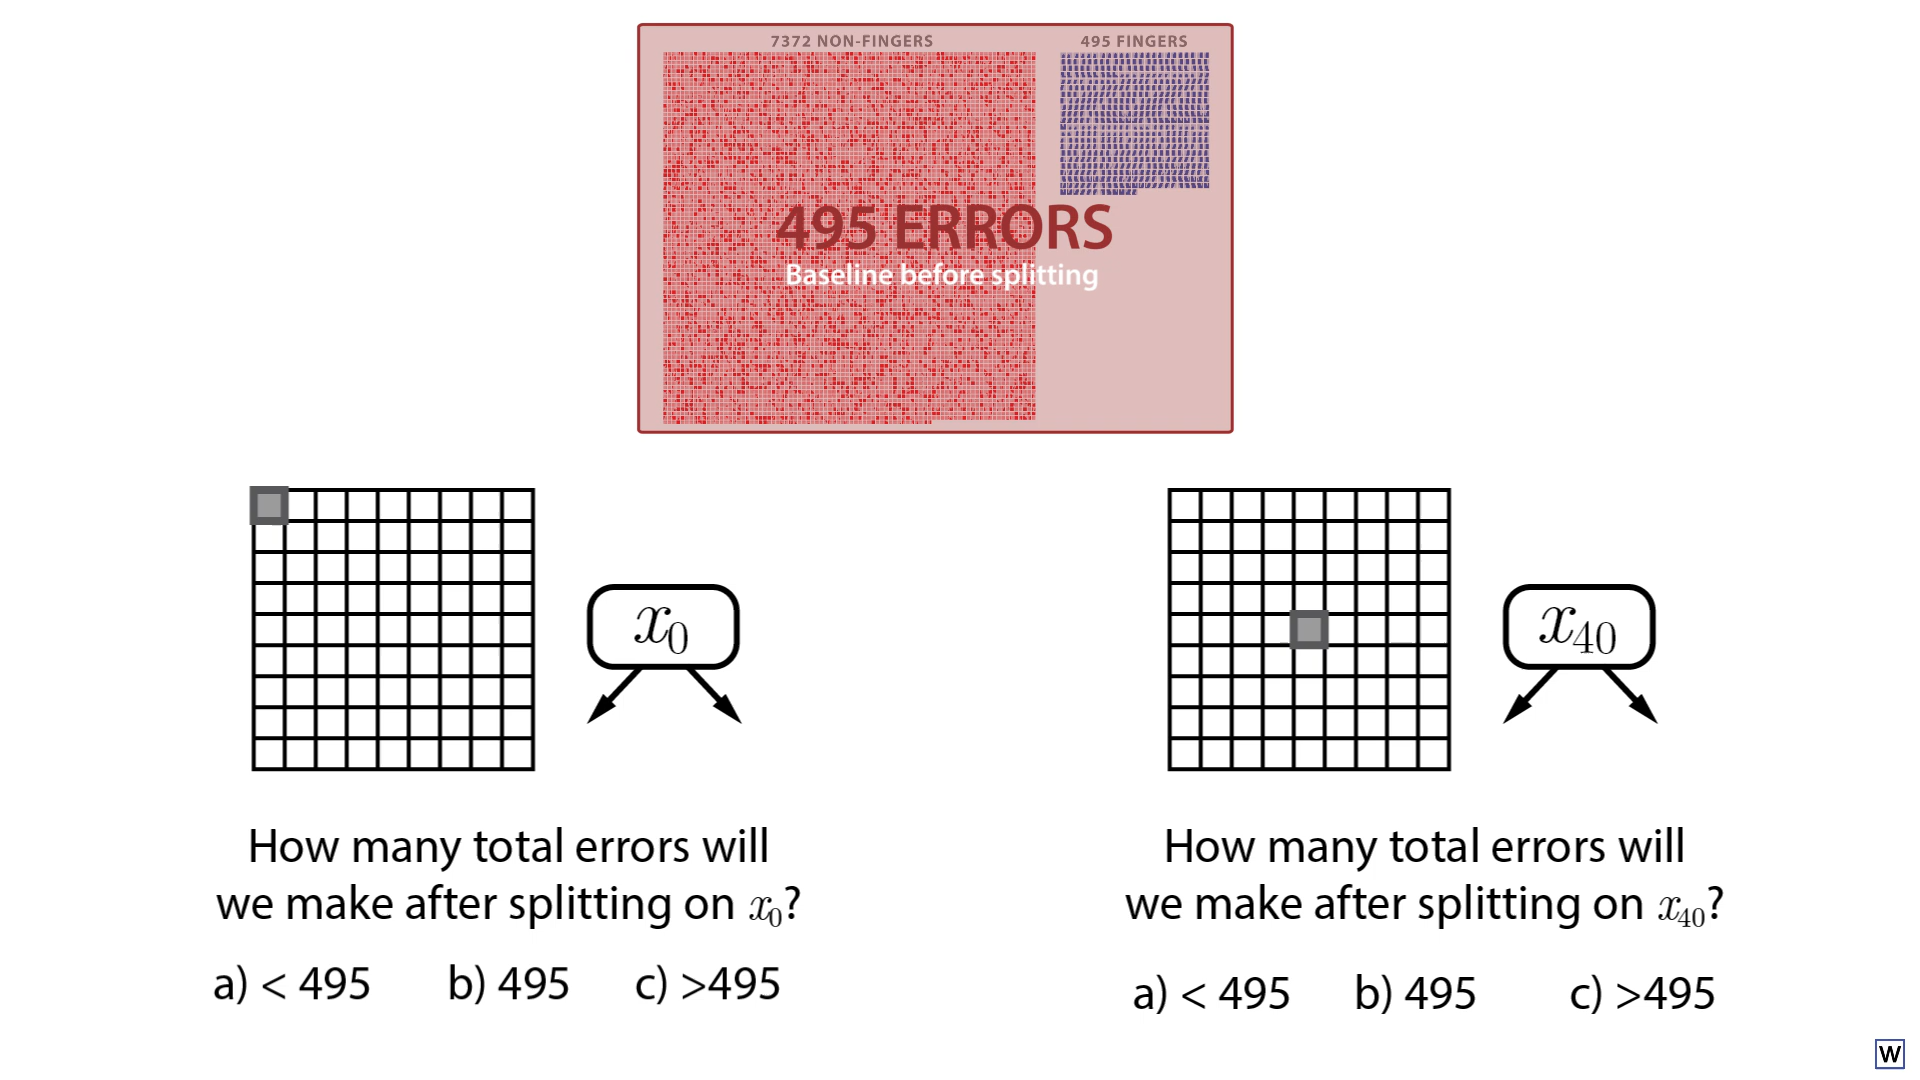 7372 NON-FINGERS
495 FINGERS
495 ERRORS
Baseline before splitting
x0
x40
How many total errors will
we make after splitting on x0?
a) < 495 b) 495 c) >495
How many total errors will
we make after splitting on x40?
a) < 495 b) 495 c) >495
W